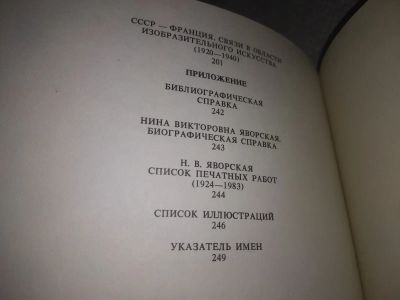 СССР — ФРАНЦИЯ. СВЯЗИ В ОБЛАСТИ
ИЗОБРАЗИТЕЛЬНОГО ИСКУССТВА
(1920—1940)
201
ПРИЛОЖЕНИЕ
БИБЛИОГРАФИЧЕСКАЯ
СПРАВКА
242
НИНА ВИКТОРОВНА ЯВОРСКАЯ.
БИОГРАФИЧЕСКАЯ СПРАВКА
243
Н. В. ЯВОРСКАЯ
СПИСОК ПЕЧАТНЫХ РАБОТ
(1924—1983)
244
СПИСОК ИЛЛЮСТРАЦИЙ
246
УКАЗАТЕЛЬ ИМЕН
249